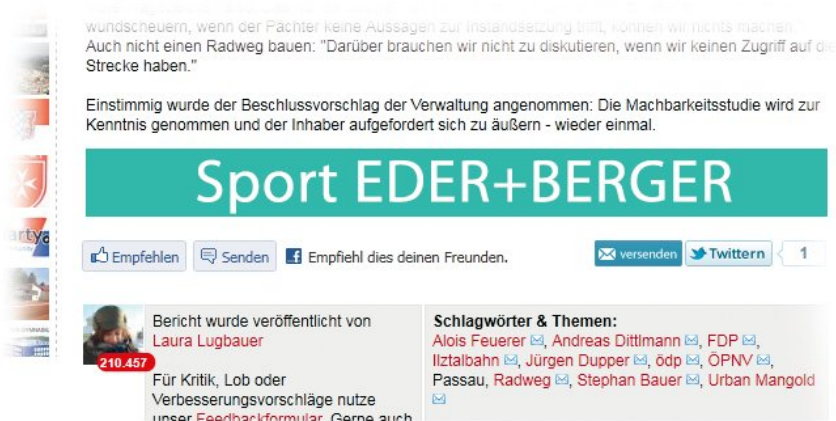 wundscheuern, wenn der Pächter keine Aussagen zur Instandsetzung trifft, können wir nichts machen."
Auch nicht einen Radweg bauen: "Darüber brauchen wir nicht zu diskutieren, wenn wir keinen Zugriff auf die
Strecke haben."
Einstimmig wurde der Beschlussvorschlag der Verwaltung angenommen: Die Machbarkeitsstudie wird zur
Kenntnis genommen und der Inhaber aufgefordert sich zu äußern - wieder einmal.
Sport EDER+BERGER
Empfehlen Senden Empfiehl dies deinen Freunden. versenden Twittern 1
Bericht wurde veröffentlicht von
Laura Lugbauer
210.457
Für Kritik, Lob oder
Verbesserungsvorschläge nutze
unser Feedbackformular. Gerne auch
Schlagwörter & Themen:
Alois Feuerer, Andreas Dittlmann, FDP,
Ilztalbahn, Jürgen Dupper, ödp, ÖPNV,
Passau, Radweg, Stephan Bauer, Urban Mangold